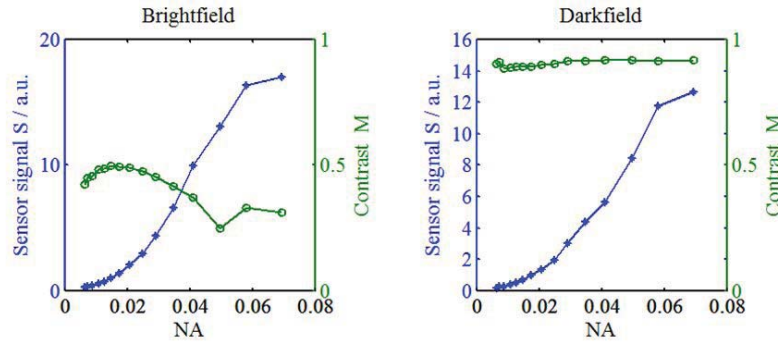 Brightfield
Sensor signal S / a.u.
20
10
0
1
0.5
0
Contrast M
0 0.02 0.04 0.06 0.08
NA
Darkfield
Sensor signal S / a.u.
16
14
12
10
8
6
4
2
0
1
0.5
0
Contrast M
0 0.02 0.04 0.06 0.08
NA